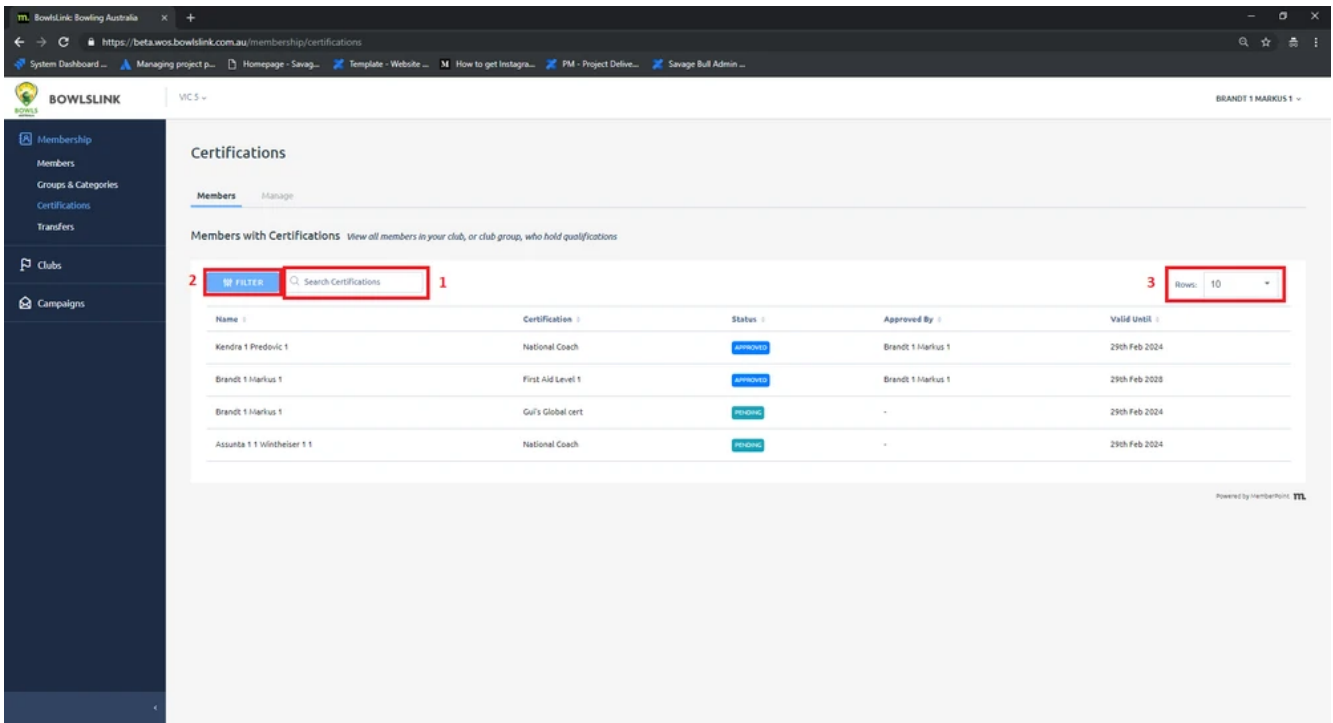 m. BowlsLink: Bowling Australia
https://beta.wos.bowlslink.com.au/membership/certifications
System Dashboard ... Managing project p... Homepage - Savag... Template - Website ... M How to get Instagra... PM - Project Delive... Savage Bull Admin ...
BOWLS
BOWLSLINK VIC.5 BRANDT 1 MARKUS 1
Membership
Members
Groups & Categories
Certifications
Transfers
Clubs
Campaigns
Certifications
Members Manage
Members with Certifications View all members in your club, or club group, who hold qualifications
2 FILTER Search Certifications 1 3 Rows: 10
Name Certification Status Approved By Valid Until
Kendra 1 Predovic 1 National Coach APPROVED Brandt 1 Markus 1 29th Feb 2024
Brandt 1 Markus 1 First Aid Level 1 APPROVED Brandt 1 Markus 1 29th Feb 2028
Brandt 1 Markus 1 Gui's Global cert PENDING - 29th Feb 2024
Assunta 1 1 Wintheiser 1 1 National Coach PENDING - 29th Feb 2024
Powered by MemberPoint m.